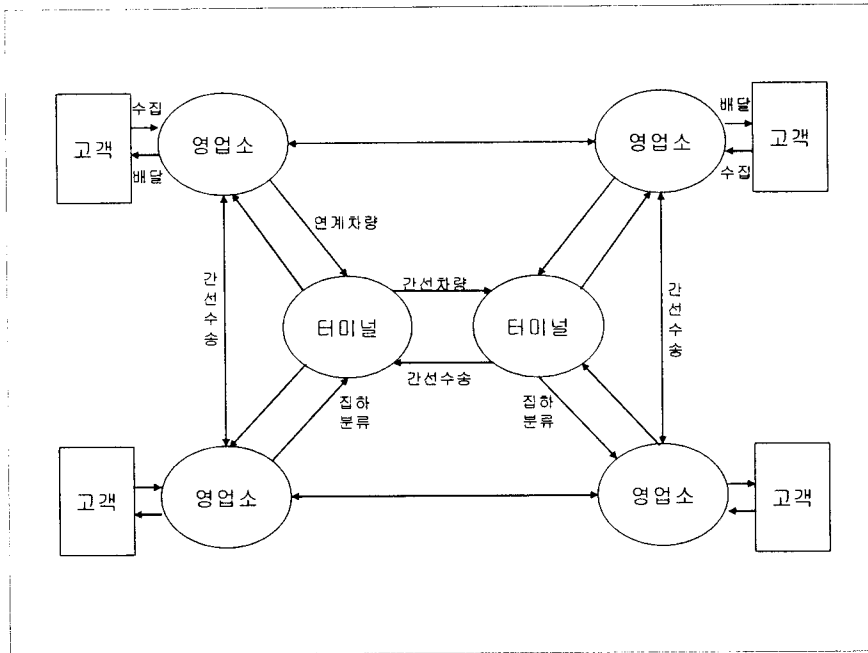 수집
고객
배달
영업소
영업소
배달
고객
수집
연계차량
간선수송
간선차량
간선수송
터미널
터미널
간선수송
집하
분류
집하
분류
고객
영업소
영업소
고객